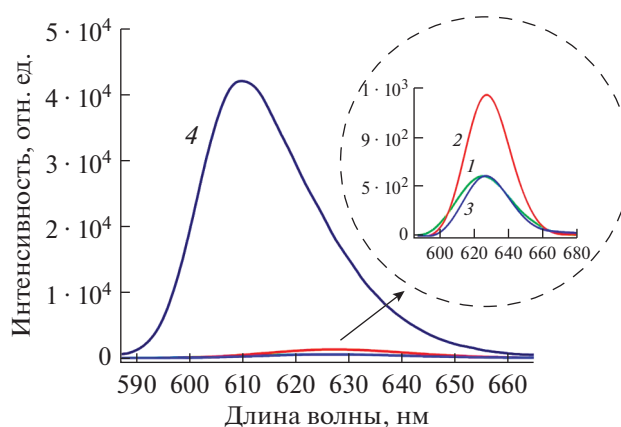 Интенсивность, отн. ед.
5 · 10⁴
4 · 10⁴
3 · 10⁴
2 · 10⁴
1 · 10⁴
0
4
1 · 10³
9 · 10²
5 · 10²
0
2
1
3
600 620 640 660 680
590 600 610 620 630 640 650 660
Длина волны, нм